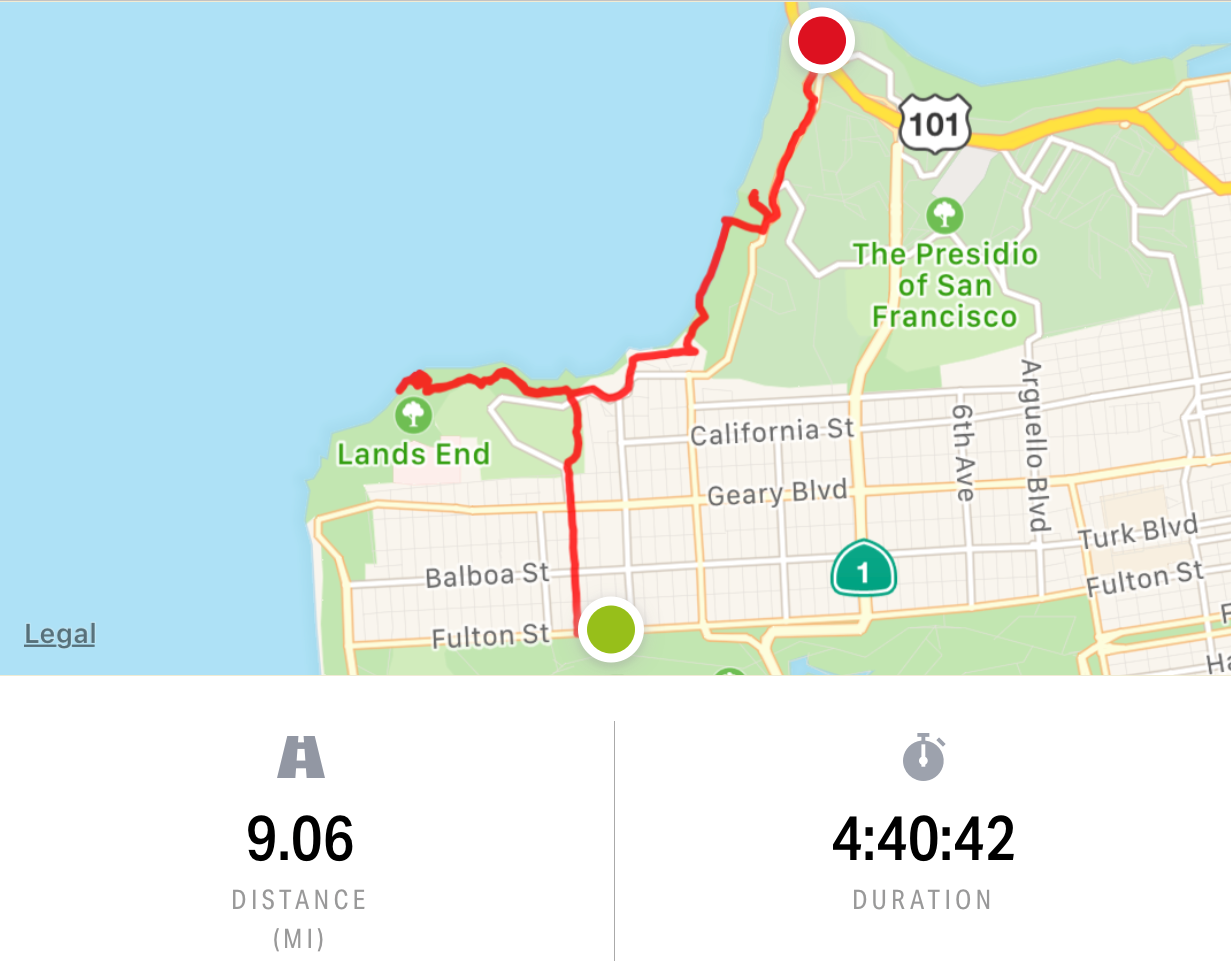 101
The Presidio
of San
Francisco
Arguello Blvd
6th Ave
California St
Lands End
Geary Blvd
Turk Blvd
1
Balboa St
Fulton St
Fulton St
Legal
9.06
4:40:42
DISTANCE
(MI)
DURATION